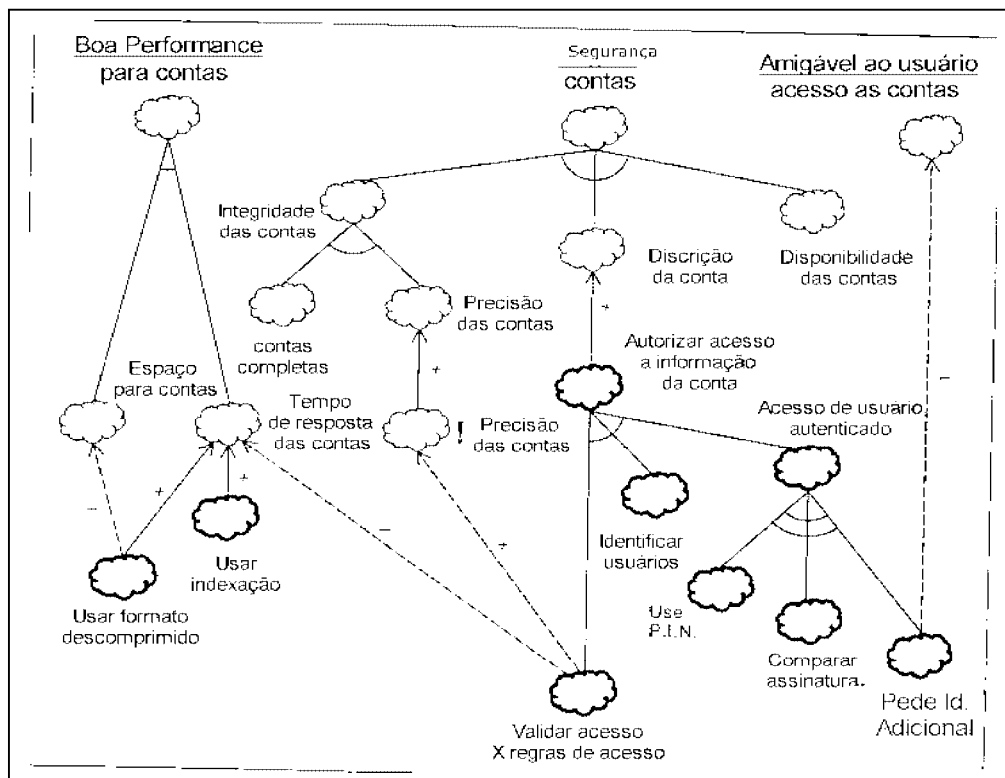 Boa Performance
para contas
Segurança
contas
Amigável ao usuário
acesso as contas
Integridade
das contas
Discrição
da conta
Disponibilidade
das contas
contas
completas
Precisão
das contas
+
Autorizar acesso
a informação
da conta
Espaço
para contas
Tempo
de resposta
das contas
+
! Precisão
das contas
Acesso de usuário
autenticado
–
–
+
+
Usar
indexação
–
+
Identificar
usuários
Usar formato
descomprimido
Use
P.I.N.
Comparar
assinatura.
Pede Id.
Adicional
Validar acesso
X regras de acesso